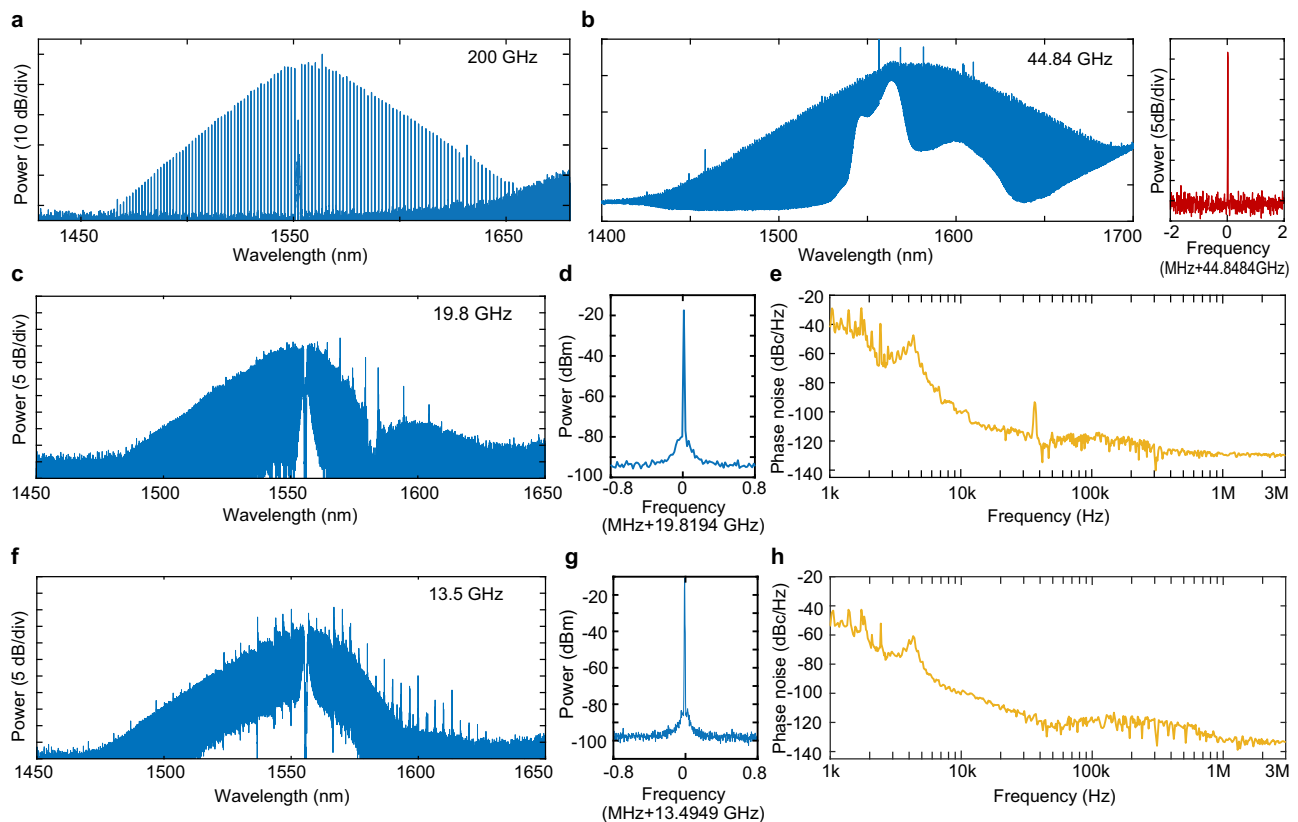 a
200 GHz
Power (10 dB/div)
1450
1550
1650
Wavelength (nm)
b
44.84 GHz
1400
1500
1600
1700
Wavelength (nm)
Power (5dB/div)
-2
0
2
Frequency
(MHz+44.8484GHz)
c
19.8 GHz
Power (5 dB/div)
1450
1500
1550
1600
1650
Wavelength (nm)
d
Power (dBm)
-20
-40
-60
-80
-100
-0.8
0
0.8
Frequency
(MHz+19.8194 GHz)
e
Phase noise (dBc/Hz)
-20
-40
-60
-80
-100
-120
-140
1k
10k
100k
1M
3M
Frequency (Hz)
f
13.5 GHz
Power (5 dB/div)
1450
1500
1550
1600
1650
Wavelength (nm)
g
Power (dBm)
-20
-40
-60
-80
-100
-0.8
0
0.8
Frequency
(MHz+13.4949 GHz)
h
Phase noise (dBc/Hz)
-20
-40
-60
-80
-100
-120
-140
1k
10k
100k
1M
3M
Frequency (Hz)